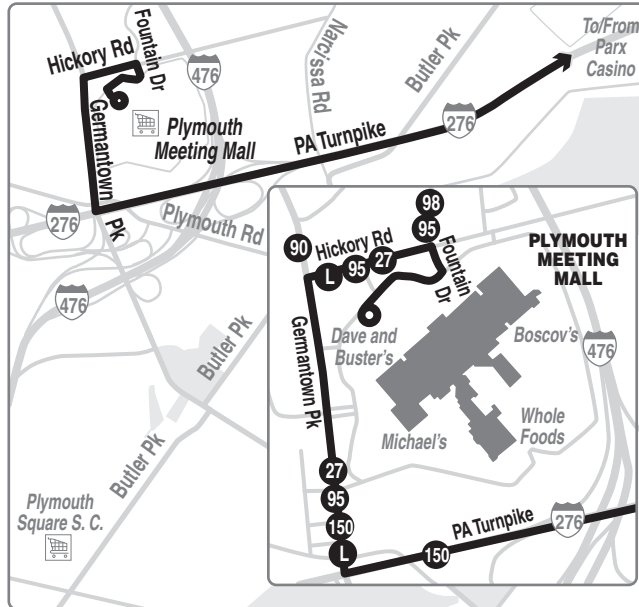 Hickory Rd
Fountain Dr
476
Narcissa Rd
Butler Pk
To/From
Parx
Casino
Germantown
Pk
Plymouth
Meeting Mall
PA Turnpike
276
276
Plymouth Rd
476
Butler Pk
Butler Pk
Plymouth
Square S. C.
98
95
90
Hickory Rd
L
95
27
Fountain
Dr
PLYMOUTH
MEETING
MALL
Dave and
Buster's
Boscov's
476
Germantown Pk
Michael's
Whole
Foods
27
95
150
L
150
PA Turnpike
276